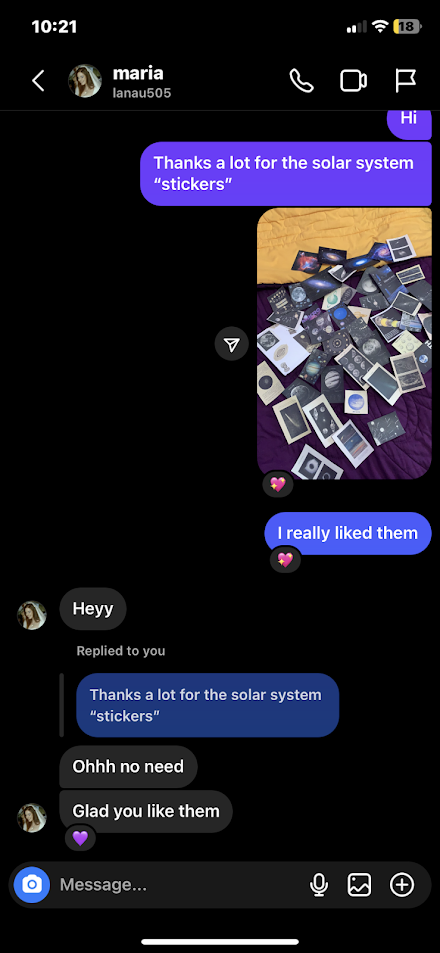 10:21
18
maria
lanau505
Hi
Thanks a lot for the solar system
“stickers”
I really liked them
Heyy
Replied to you
Thanks a lot for the solar system
“stickers”
Ohhh no need
Glad you like them
Message...